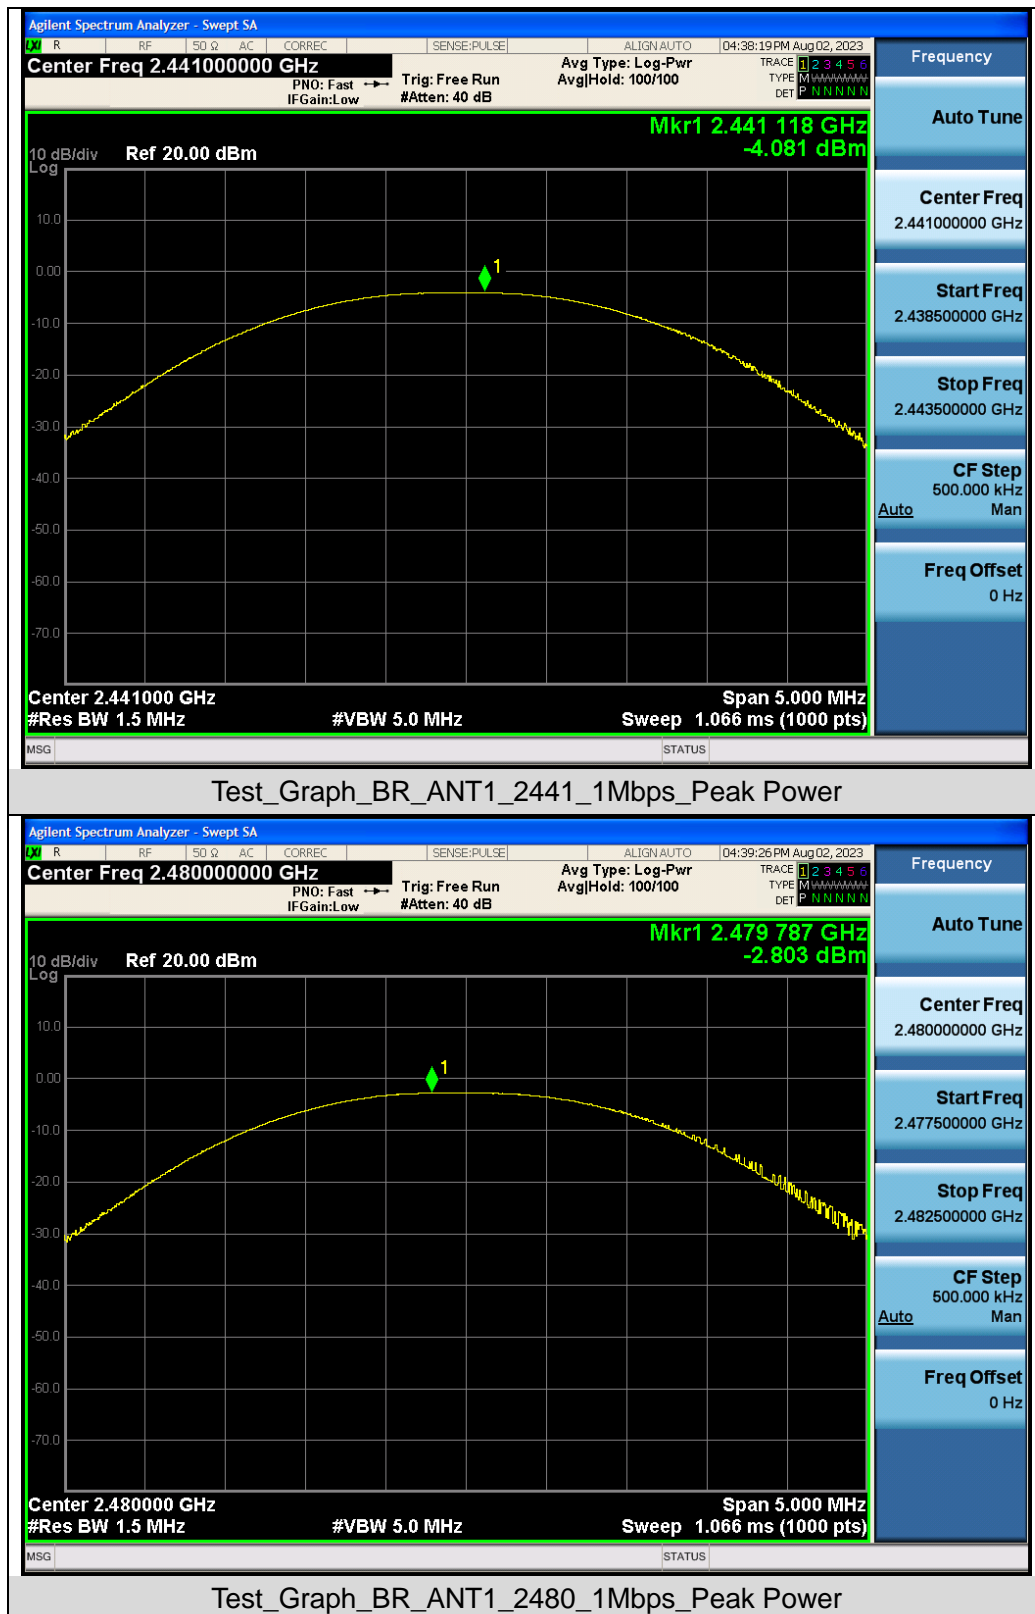 Agilent Spectrum Analyzer - Swept SA
LXI R RF 50 Ω AC CORREC SENSE:PULSE ALIGN AUTO 04:38:19 PM Aug 02, 2023
Center Freq 2.441000000 GHz
PNO: Fast
IFGain:Low
Trig: Free Run
#Atten: 40 dB
Avg Type: Log-Pwr
Avg|Hold: 100/100
TRACE 1 2 3 4 5 6
TYPE M WWWWW
DET P N N N N N
Frequency
Mkr1 2.441 118 GHz
-4.081 dBm
10 dB/div
Log
Ref 20.00 dBm
10.0
0.00
1
-10.0
-20.0
-30.0
-40.0
-50.0
-60.0
-70.0
Center 2.441000 GHz
Span 5.000 MHz
#Res BW 1.5 MHz
#VBW 5.0 MHz
Sweep 1.066 ms (1000 pts)
Auto Tune
Center Freq
2.441000000 GHz
Start Freq
2.438500000 GHz
Stop Freq
2.443500000 GHz
CF Step
500.000 kHz
Auto Man
Freq Offset
0 Hz
MSG STATUS
Test_Graph_BR_ANT1_2441_1Mbps_Peak Power
Agilent Spectrum Analyzer - Swept SA
LXI R RF 50 Ω AC CORREC SENSE:PULSE ALIGN AUTO 04:39:26 PM Aug 02, 2023
Center Freq 2.480000000 GHz
PNO: Fast
IFGain:Low
Trig: Free Run
#Atten: 40 dB
Avg Type: Log-Pwr
Avg|Hold: 100/100
TRACE 1 2 3 4 5 6
TYPE M WWWWW
DET P N N N N N
Frequency
Mkr1 2.479 787 GHz
-2.803 dBm
10 dB/div
Log
Ref 20.00 dBm
10.0
0.00
1
-10.0
-20.0
-30.0
-40.0
-50.0
-60.0
-70.0
Center 2.480000 GHz
Span 5.000 MHz
#Res BW 1.5 MHz
#VBW 5.0 MHz
Sweep 1.066 ms (1000 pts)
Auto Tune
Center Freq
2.480000000 GHz
Start Freq
2.477500000 GHz
Stop Freq
2.482500000 GHz
CF Step
500.000 kHz
Auto Man
Freq Offset
0 Hz
MSG STATUS
Test_Graph_BR_ANT1_2480_1Mbps_Peak Power